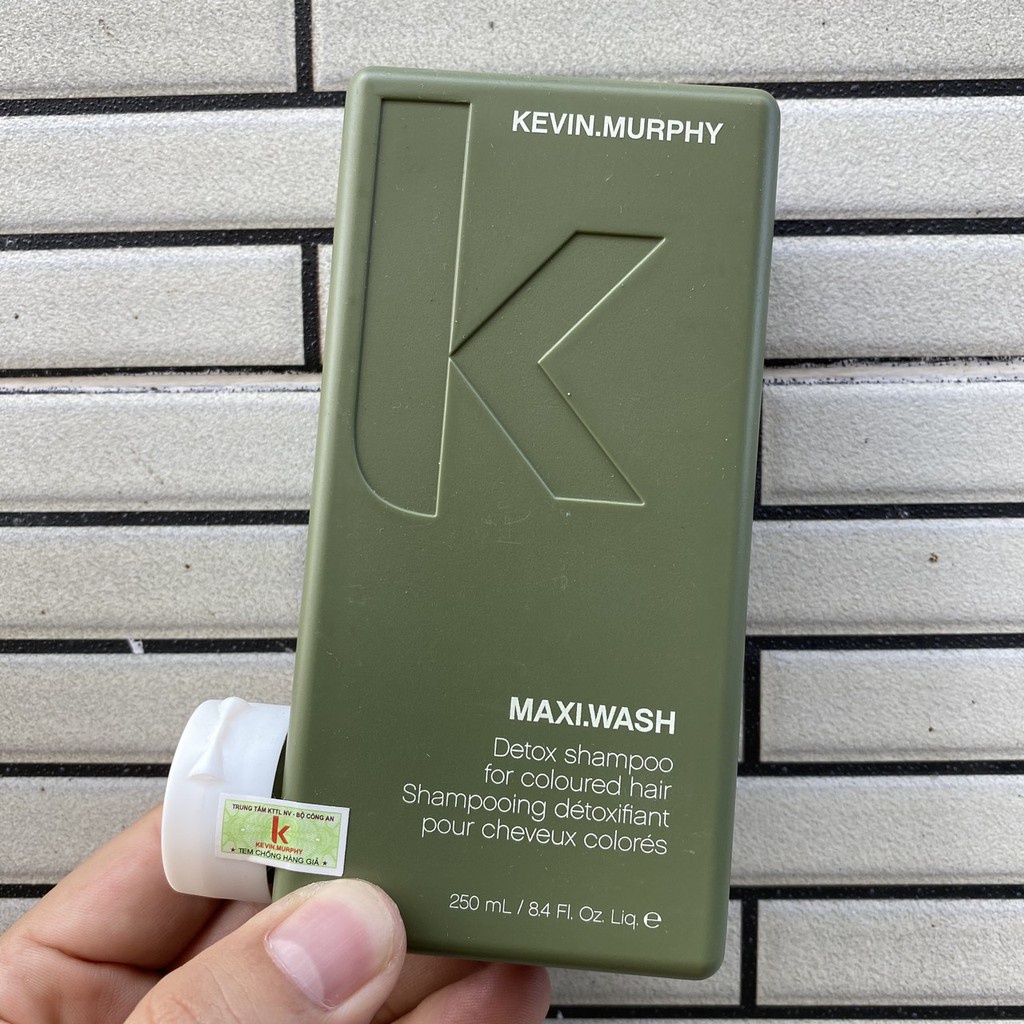 KEVIN.MURPHY
MAXI.WASH
Detox shampoo
for coloured hair
Shampooing détoxifiant
pour cheveux colorés
250 mL / 8.4 Fl. Oz. Liq. ℮
TRUNG TÂM KTTL NV - BỘ CÔNG AN
k
KEVIN.MURPHY
★ TEM CHỐNG HÀNG GIẢ ★